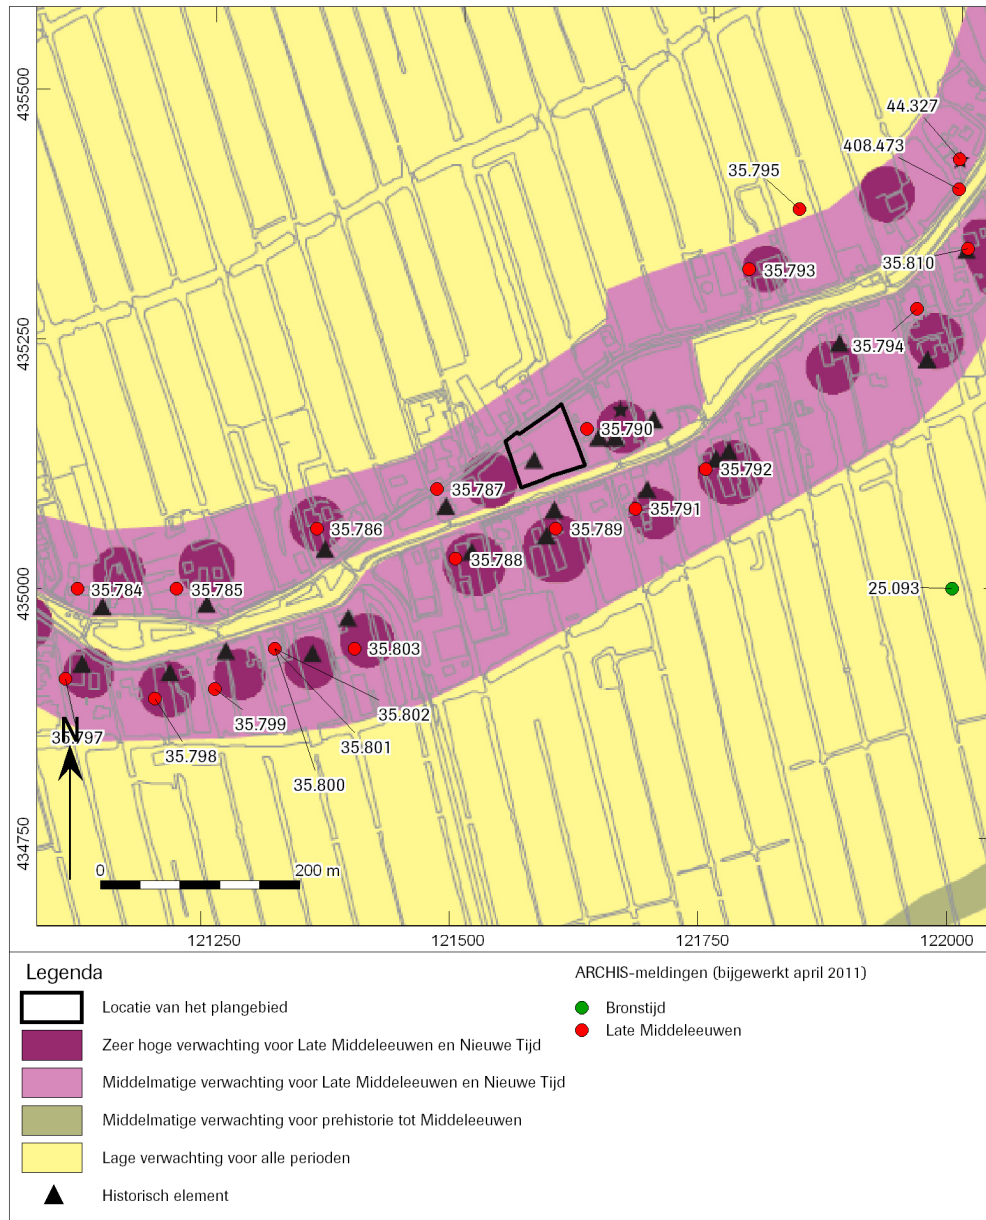 435500
435250
435000
434750
44.327
408.473
35.795
35.793
35.810
35.794
35.790
35.792
35.787
35.791
35.786
35.789
35.788
35.784
35.785
25.093
35.803
35.802
35.799
35.797
35.801
35.798
35.800
N
0 200 m
121250 121500 121750 122000
Legenda
Locatie van het plangebied
Zeer hoge verwachting voor Late Middeleeuwen en Nieuwe Tijd
Middelmatige verwachting voor Late Middeleeuwen en Nieuwe Tijd
Middelmatige verwachting voor prehistorie tot Middeleeuwen
Lage verwachting voor alle perioden
Historisch element
ARCHIS-meldingen (bijgewerkt april 2011)
Bronstijd
Late Middeleeuwen